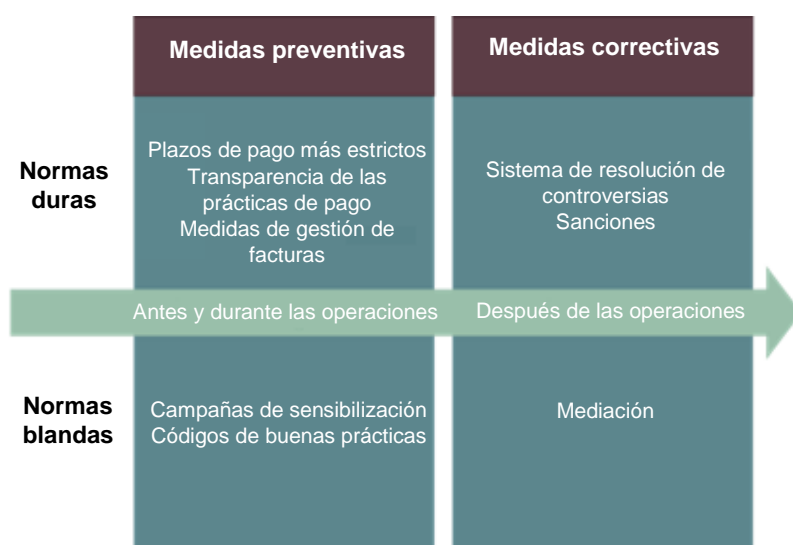 Medidas preventivas
Medidas correctivas
Normas
duras
Plazos de pago más estrictos
Transparencia de las
prácticas de pago
Medidas de gestión de
facturas
Sistema de resolución de
controversias
Sanciones
Antes y durante las operaciones
Después de las operaciones
Normas
blandas
Campañas de sensibilización
Códigos de buenas prácticas
Mediación